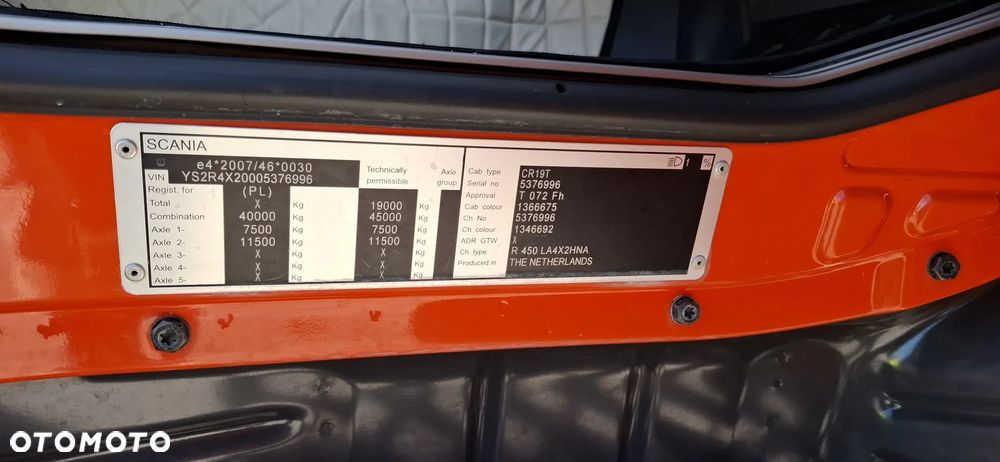 SCANIA
e4*2007/46*0030
VIN YS2R4X20005376996
Technically permissible
Axle group
Regist. for (PL)
Total X Kg 19000 Kg
Combination 40000 Kg 45000 Kg
Axle 1- 7500 Kg 7500 Kg
Axle 2- 11500 Kg 11500 Kg
Axle 3- X Kg X Kg
Axle 4- X Kg X Kg
Axle 5- X Kg X Kg
1 %
Cab type CR19T
Serial no 5376996
Approval T 072 Fh
Cab colour 1366675
Ch No 5376996
Ch. colour 1346692
ADR GTW X
Ch type R 450 LA4X2HNA
Produced in THE NETHERLANDS
OTOMOTO